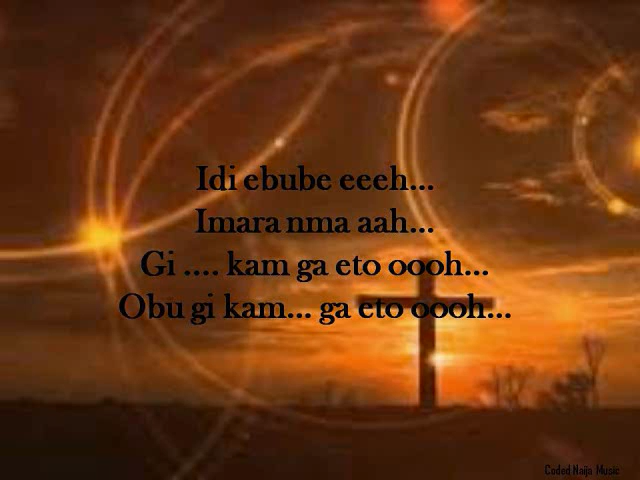 Idi ebube eeeh...
Imara nma aah...
Gi .... kam ga eto oooh...
Obu gi kam... ga eto oooh...
Coded Naija Music